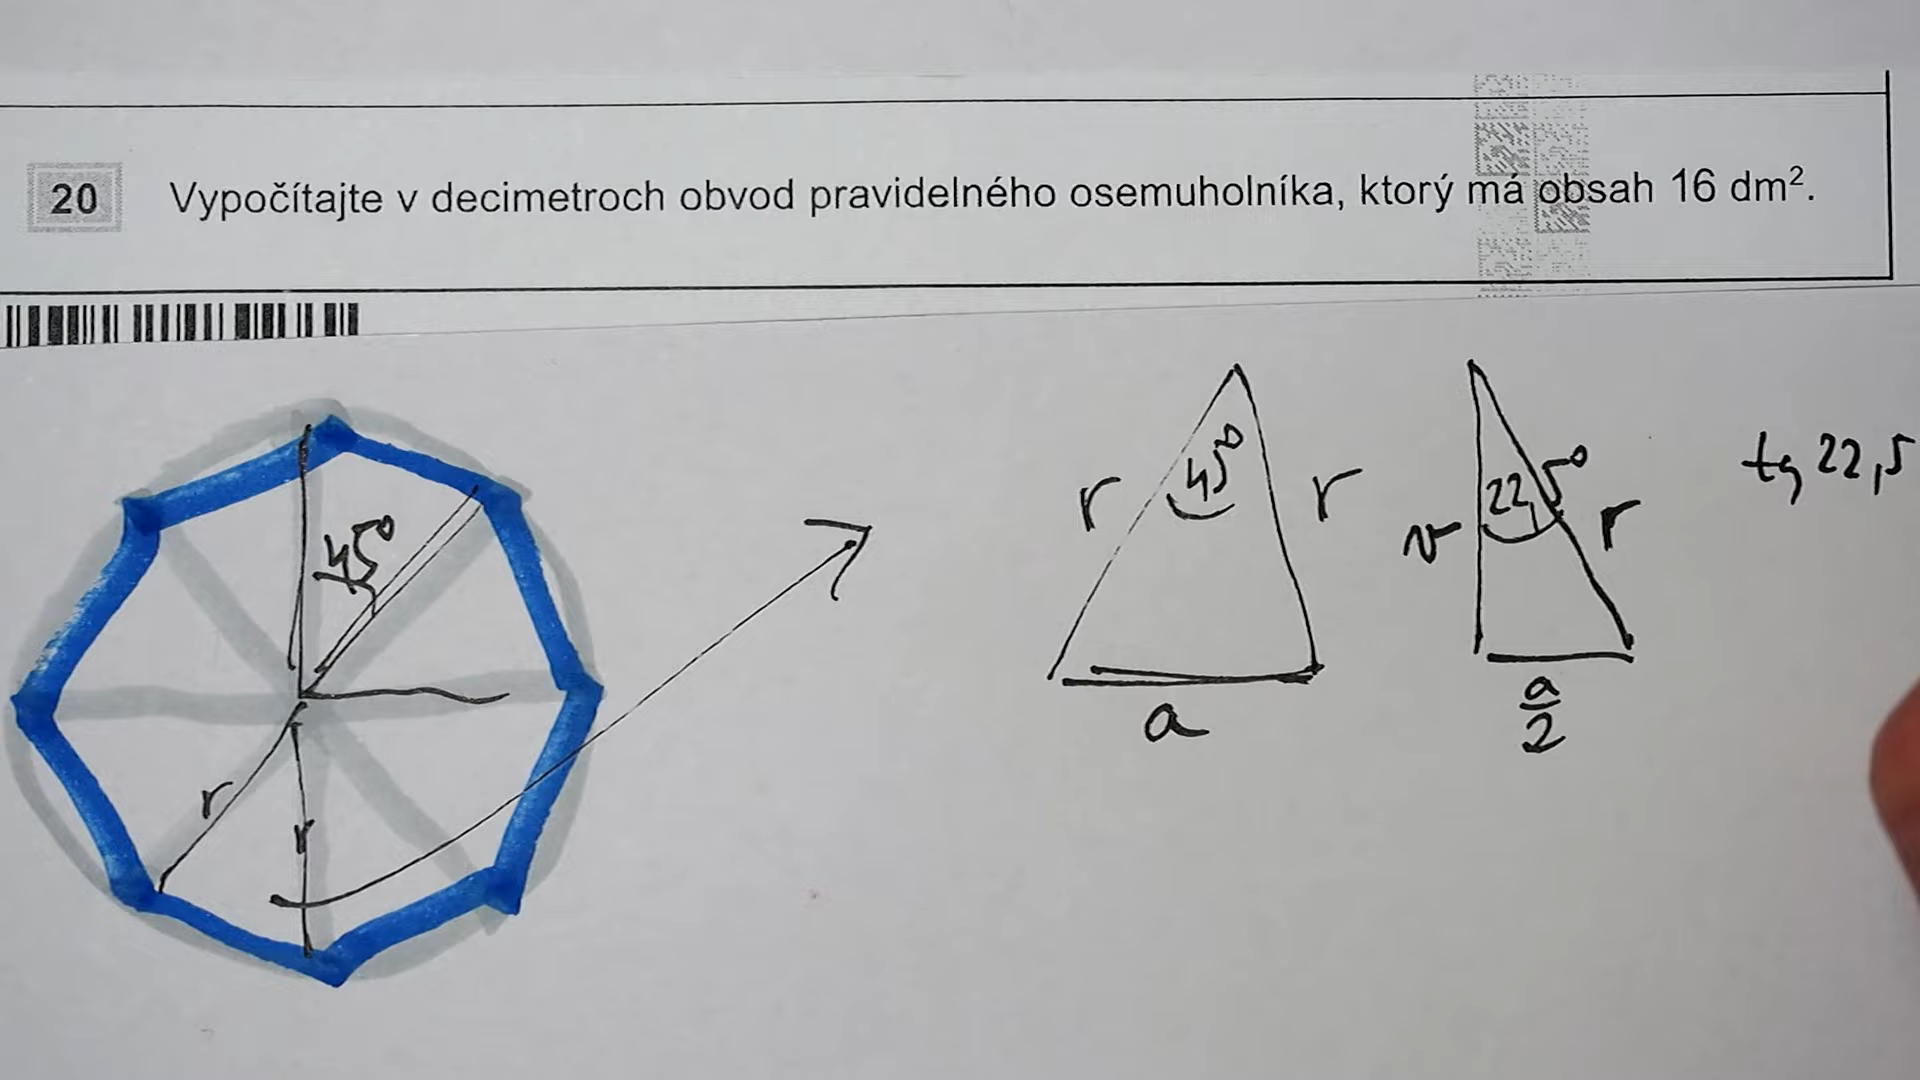 20 Vypočítajte v decimetroch obvod pravidelného osemuholníka, ktorý má obsah 16 dm².
45°
r
r
45°
r
r
a
22,5°
v
r
a/2
tg 22,5